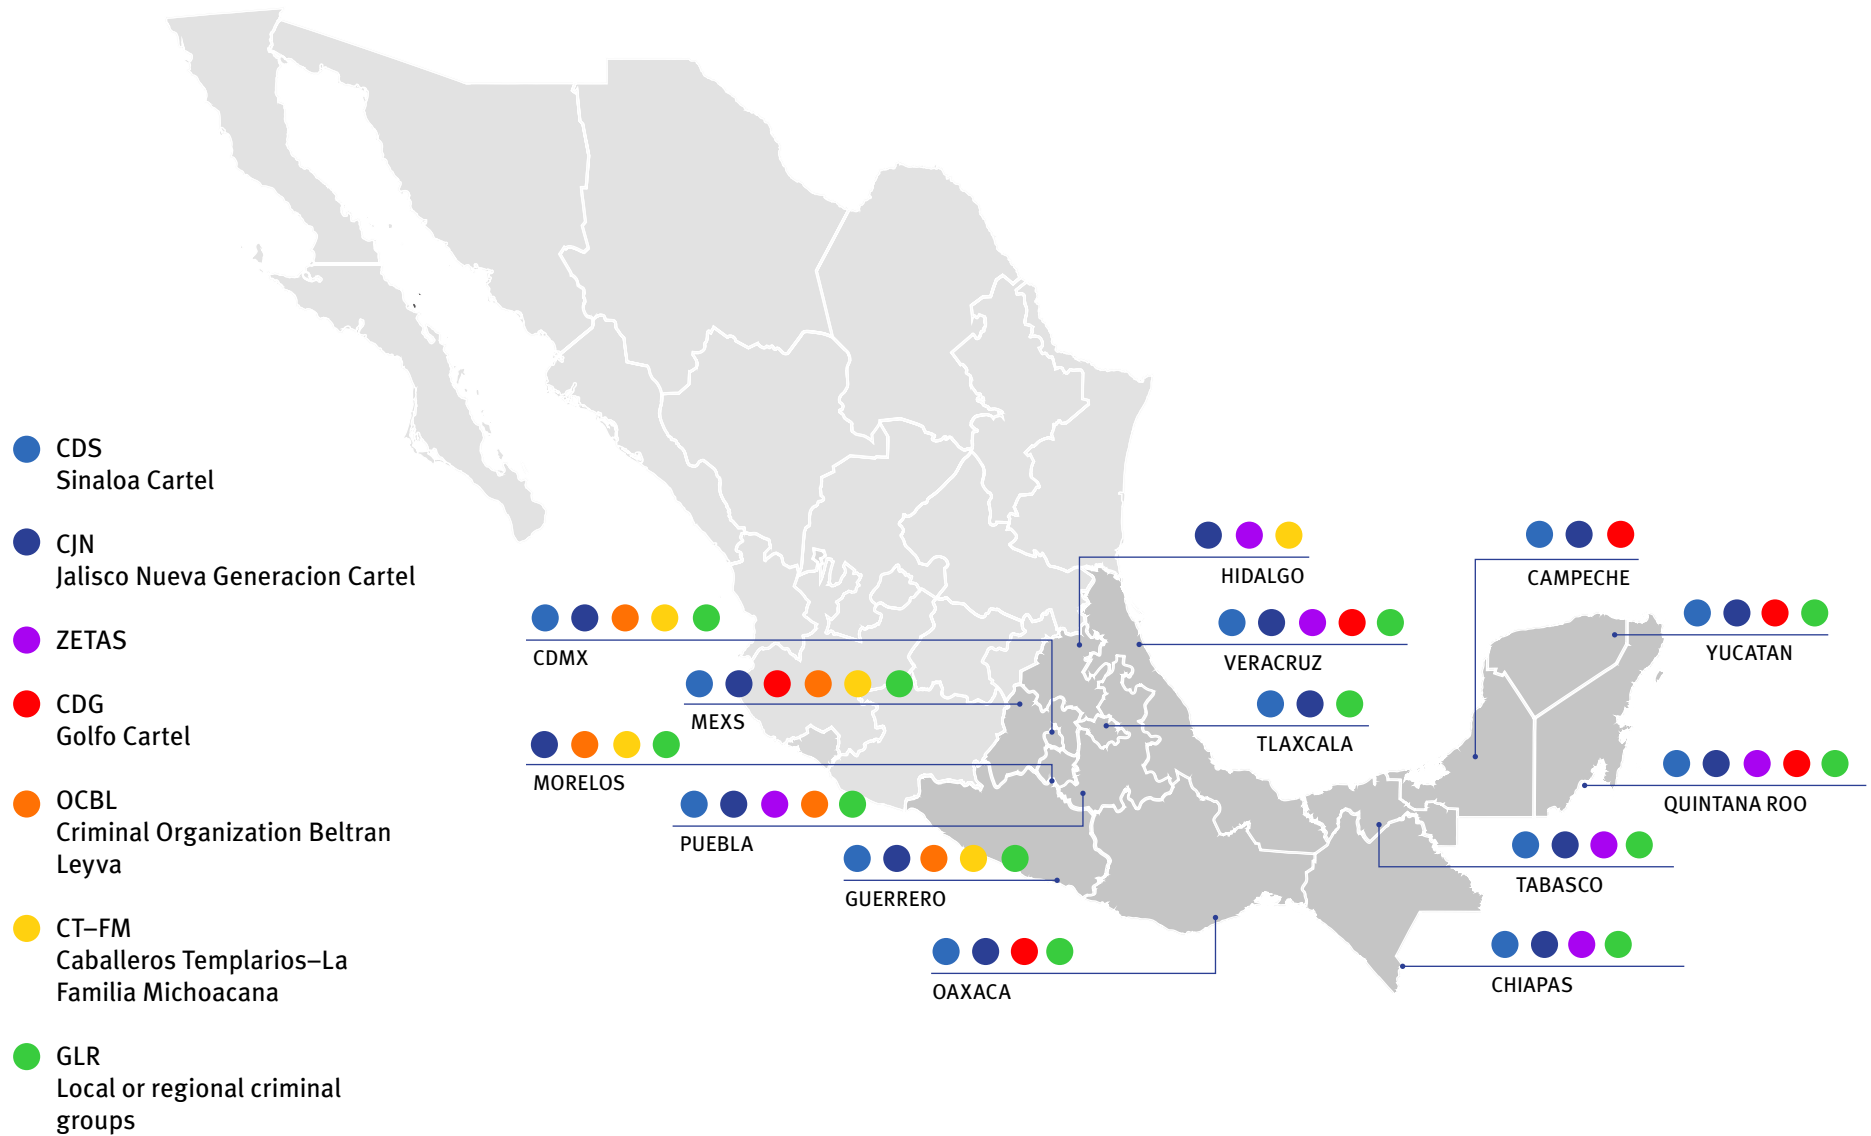 CDS
Sinaloa Cartel
CJN
Jalisco Nueva Generacion Cartel
ZETAS
CDG
Golfo Cartel
OCBL
Criminal Organization Beltran
Leyva
CT–FM
Caballeros Templarios–La
Familia Michoacana
GLR
Local or regional criminal
groups
CDMX
MEXS
MORELOS
PUEBLA
GUERRERO
OAXACA
HIDALGO
VERACRUZ
TLAXCALA
CAMPECHE
YUCATAN
QUINTANA ROO
TABASCO
CHIAPAS